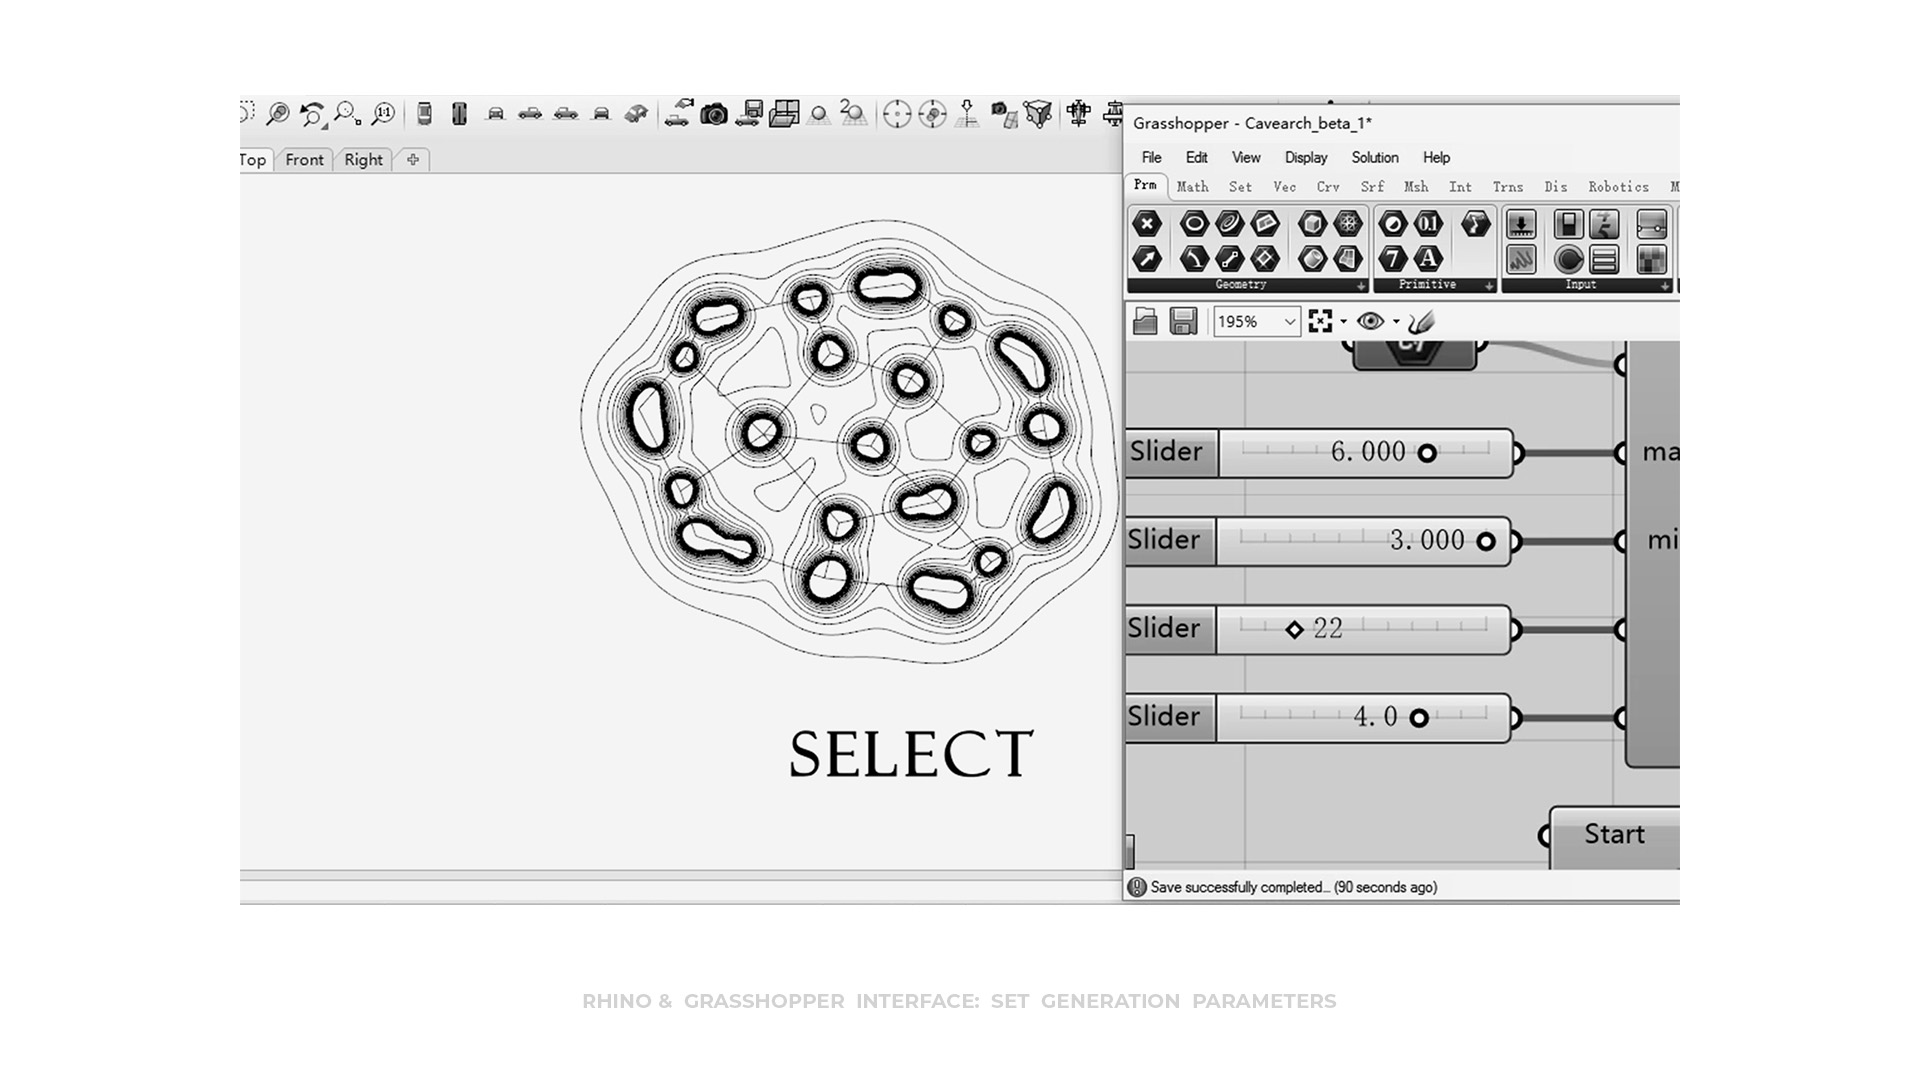 Top Front Right
Grasshopper - Cavearch_beta_1*
File Edit View Display Solution Help
Prm Math Set Vec Crv Srf Msh Int Trns Dis Robotics M
Geometry Primitive Input
195%
Slider 6.000 ma
Slider 3.000 mi
Slider 22
Slider 4.0
SELECT
Start
Save successfully completed... (90 seconds ago)
RHINO & GRASSHOPPER INTERFACE: SET GENERATION PARAMETERS